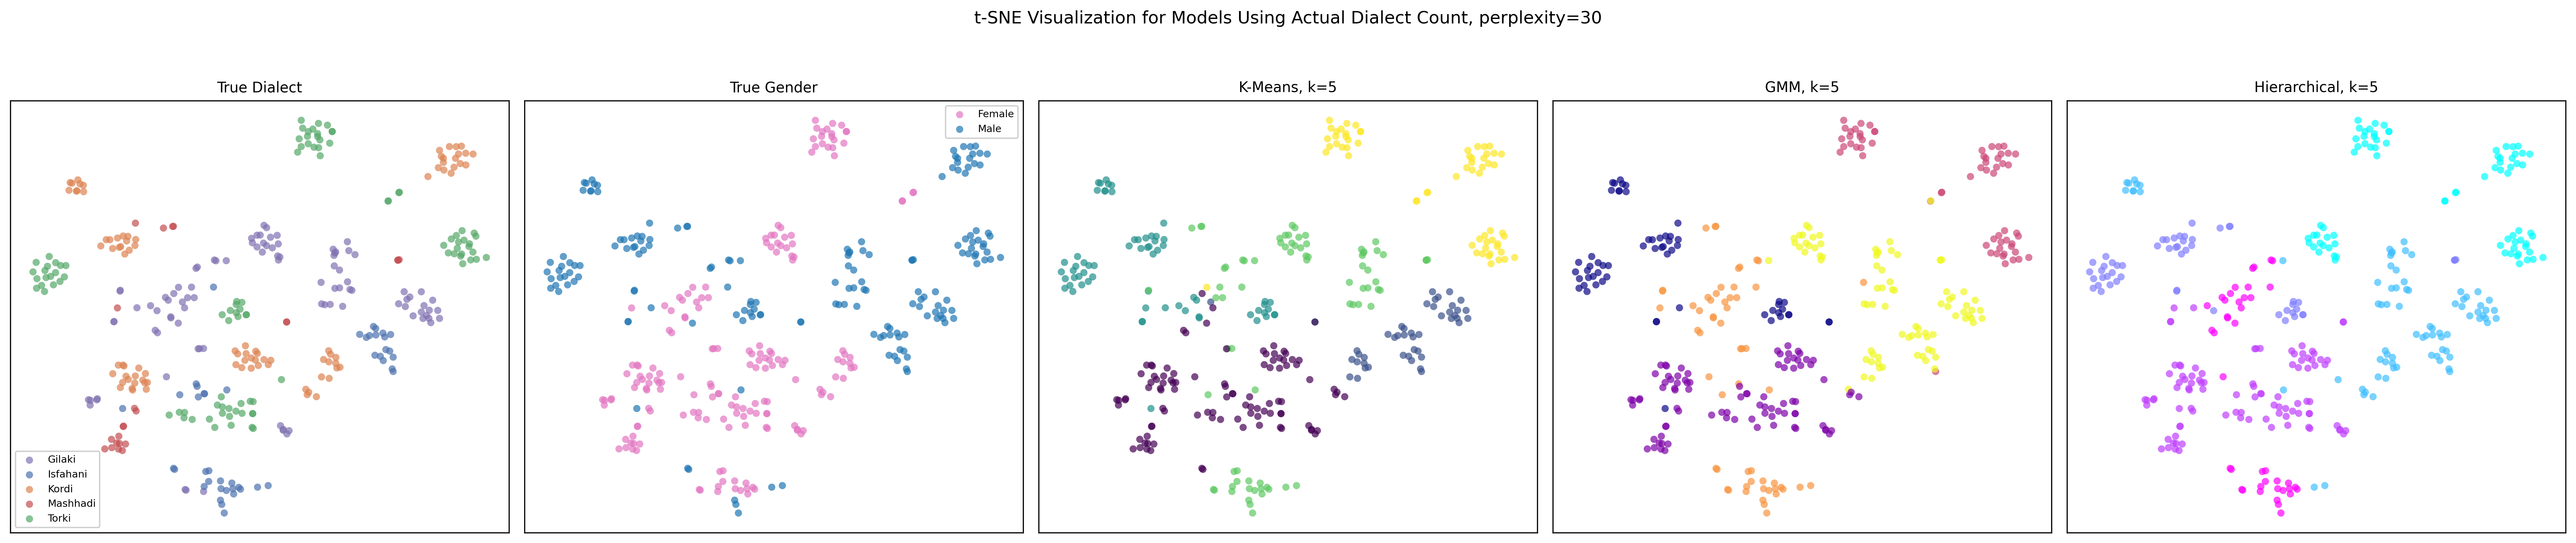 t-SNE Visualization for Models Using Actual Dialect Count, perplexity=30
True Dialect
Gilaki
Isfahani
Kordi
Mashhadi
Torki
True Gender
Female
Male
K-Means, k=5
GMM, k=5
Hierarchical, k=5